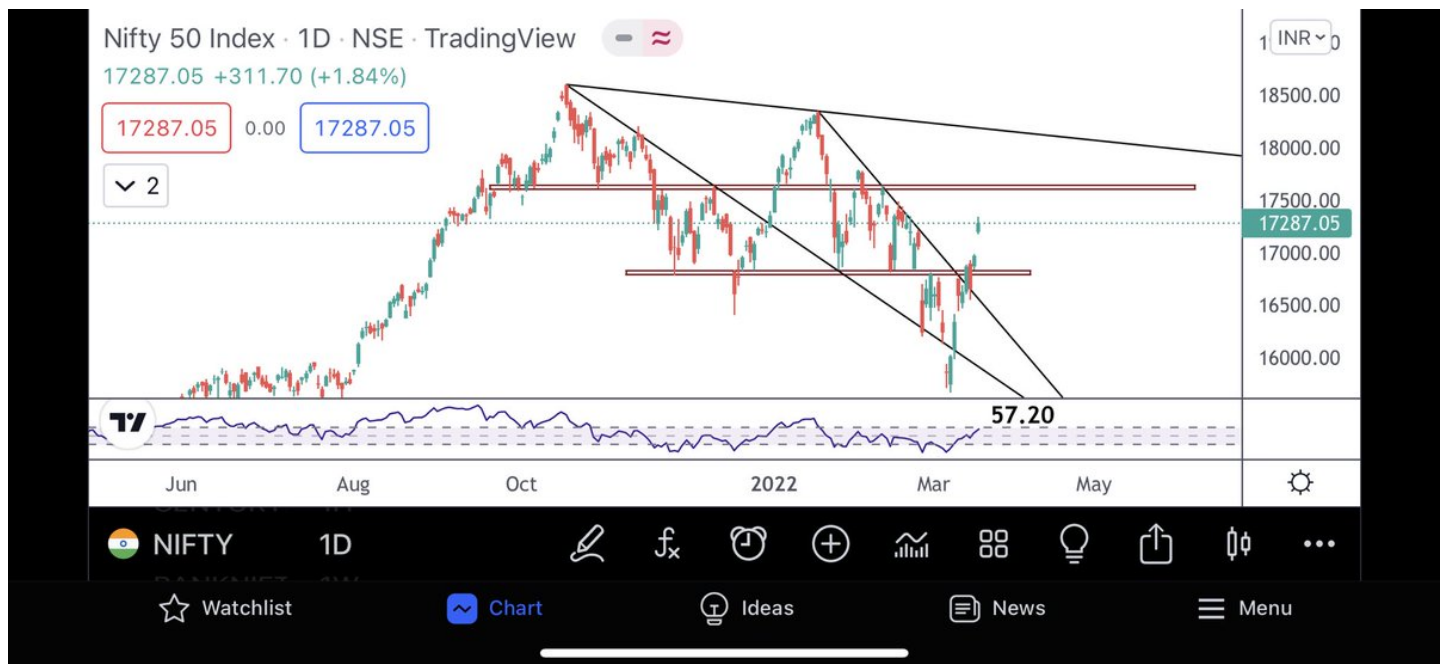 Nifty 50 Index · 1D · NSE · TradingView
17287.05 +311.70 (+1.84%)
17287.05 0.00 17287.05
2
INR
18500.00
18000.00
17500.00
17287.05
17000.00
16500.00
16000.00
57.20
Jun Aug Oct 2022 Mar May
NIFTY 1D
Watchlist Chart Ideas News Menu